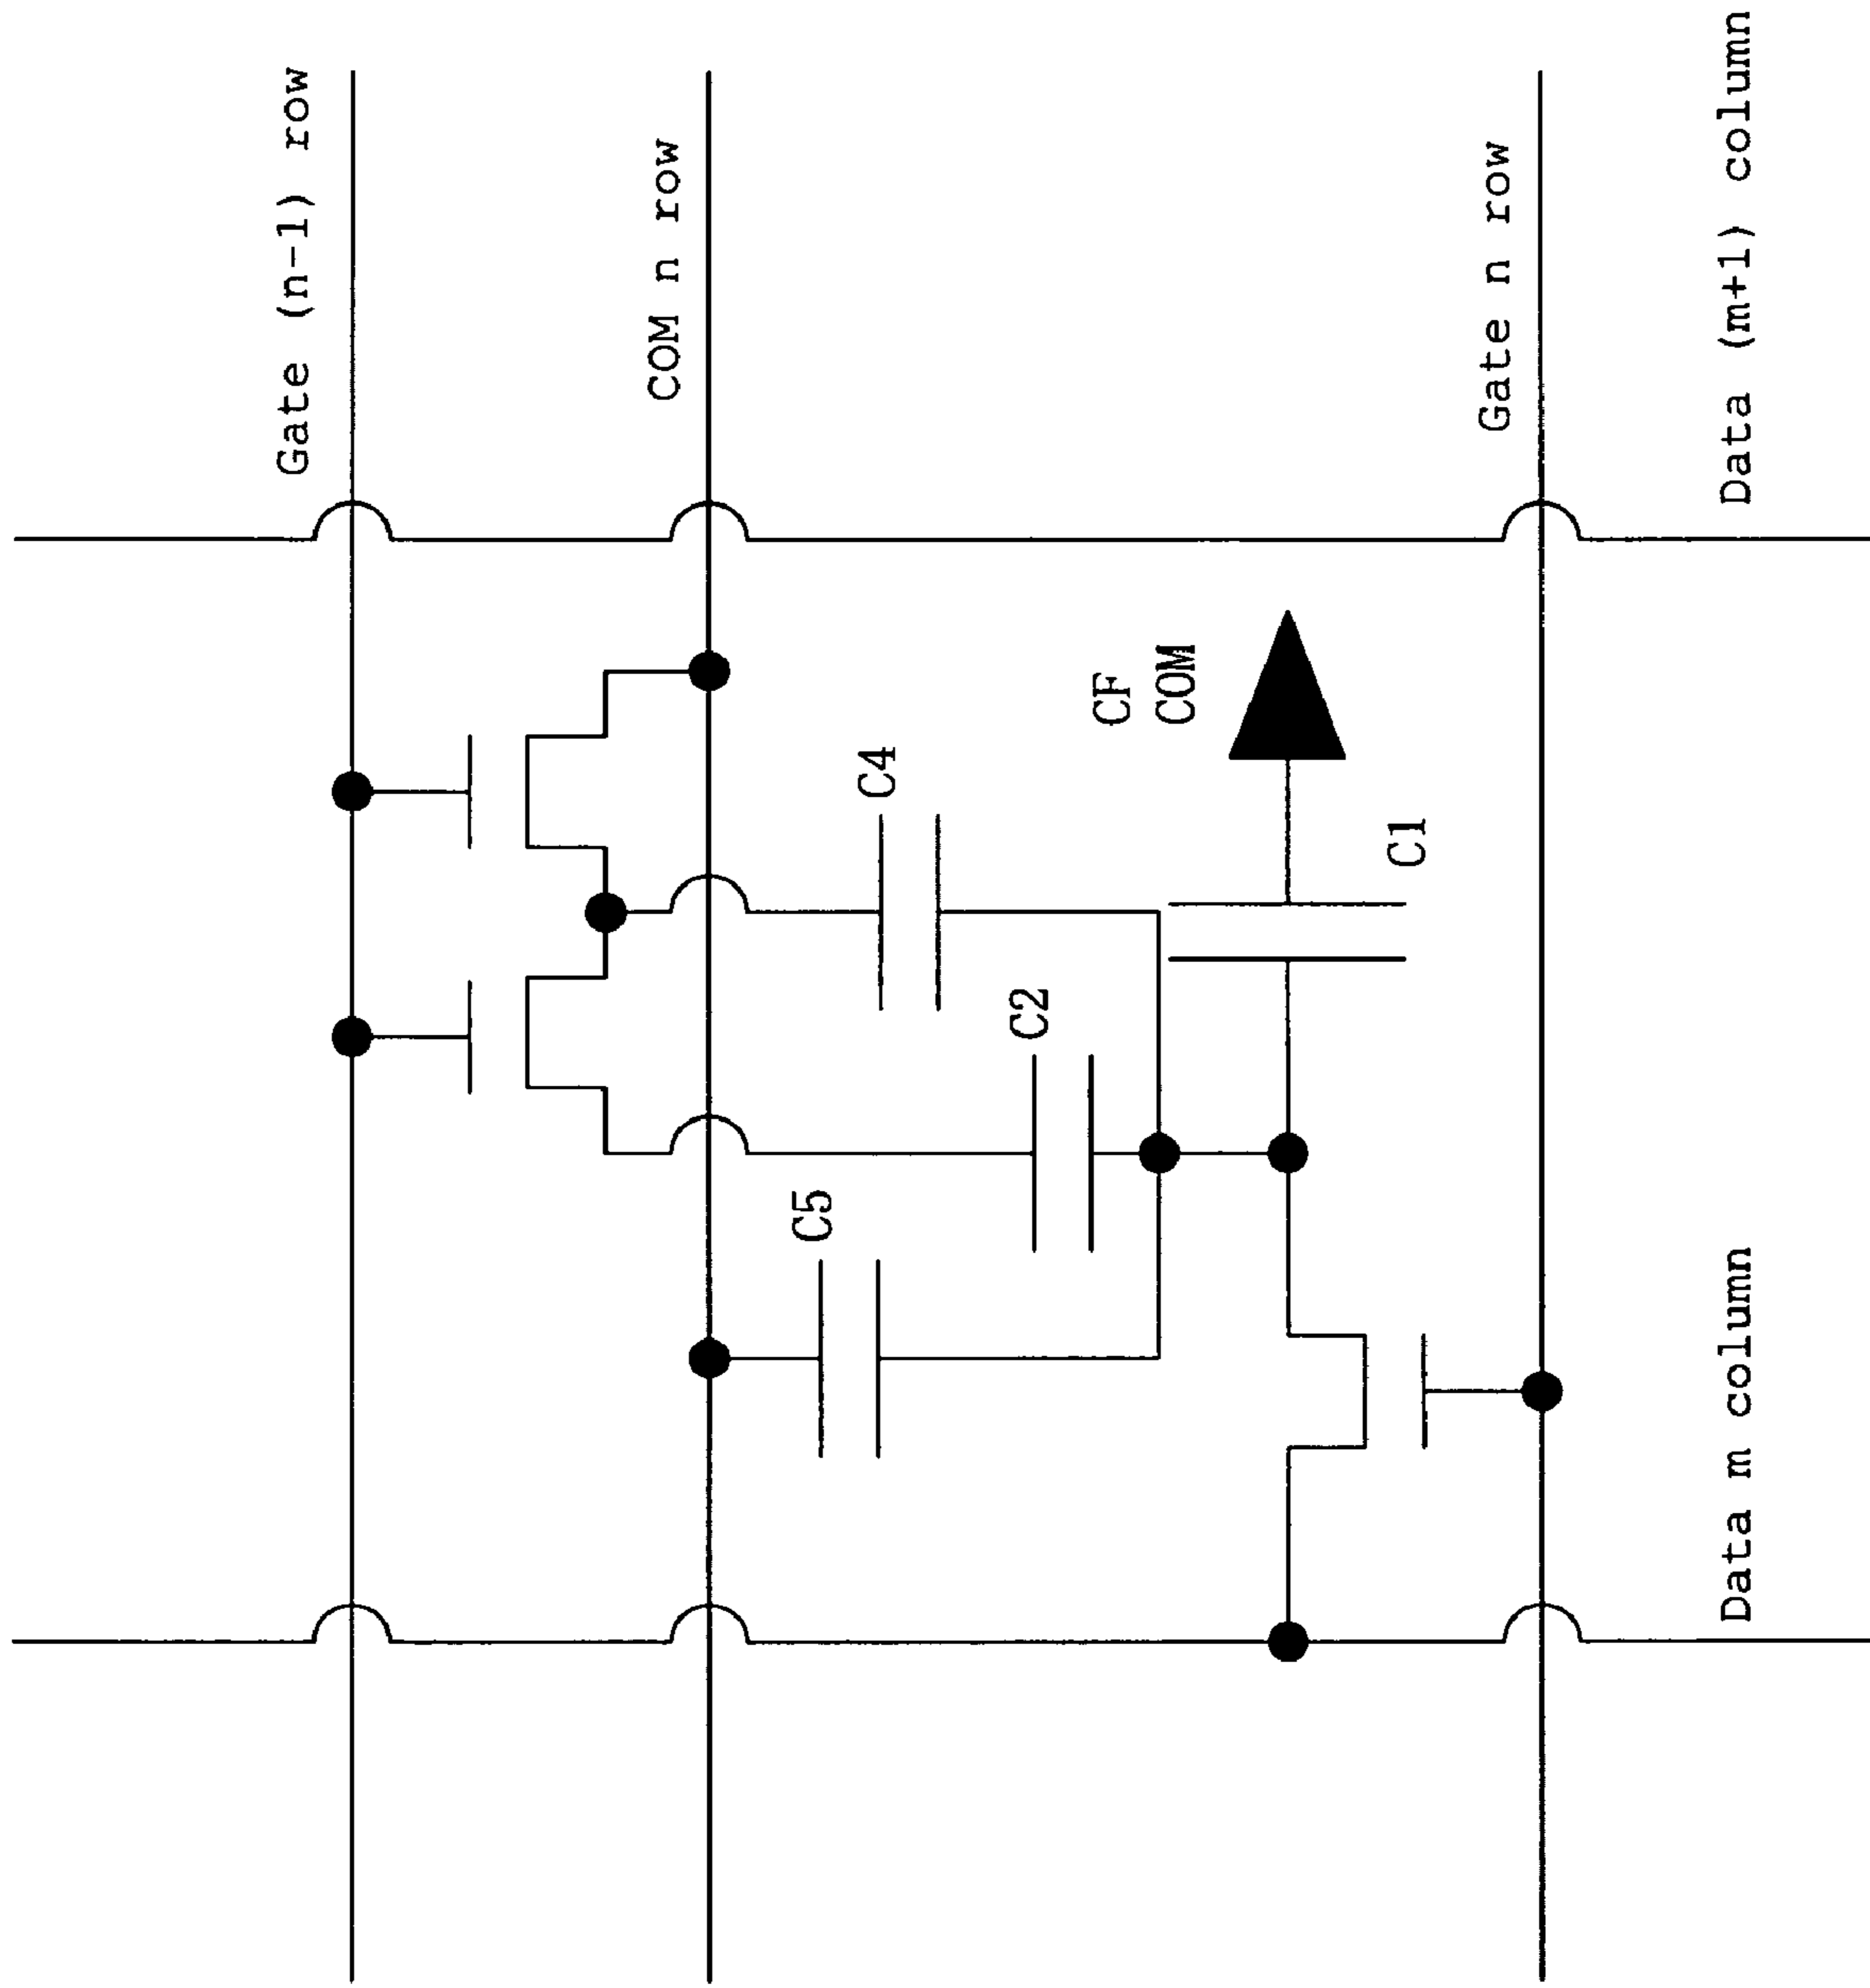 Gate (n-1) row
COM n row
C4
C5
C2
CF
COM
C1
Gate n row
Data m column
Data (m+1) column